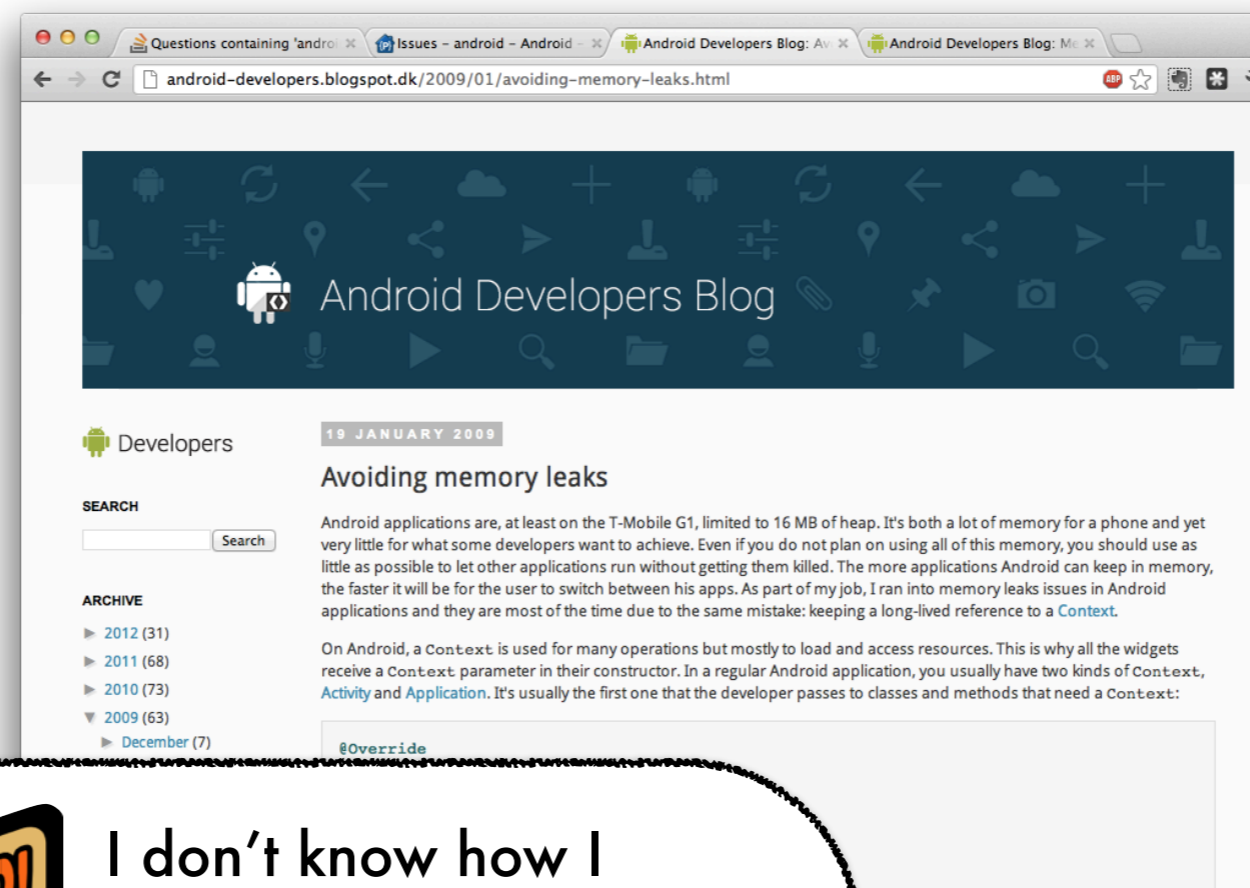 Questions containing 'androi
Issues – android – Android –
Android Developers Blog: Av
Android Developers Blog: Me
android-developers.blogspot.dk/2009/01/avoiding-memory-leaks.html
ABP
Android Developers Blog
Developers
19 JANUARY 2009
Avoiding memory leaks
SEARCH
Search
Android applications are, at least on the T-Mobile G1, limited to 16 MB of heap. It's both a lot of memory for a phone and yet
very little for what some developers want to achieve. Even if you do not plan on using all of this memory, you should use as
little as possible to let other applications run without getting them killed. The more applications Android can keep in memory,
the faster it will be for the user to switch between his apps. As part of my job, I ran into memory leaks issues in Android
applications and they are most of the time due to the same mistake: keeping a long-lived reference to a Context.
On Android, a Context is used for many operations but mostly to load and access resources. This is why all the widgets
receive a Context parameter in their constructor. In a regular Android application, you usually have two kinds of Context,
Activity and Application. It's usually the first one that the developer passes to classes and methods that need a Context:
ARCHIVE
2012 (31)
2011 (68)
2010 (73)
2009 (63)
December (7)
@Override
I don't know how I